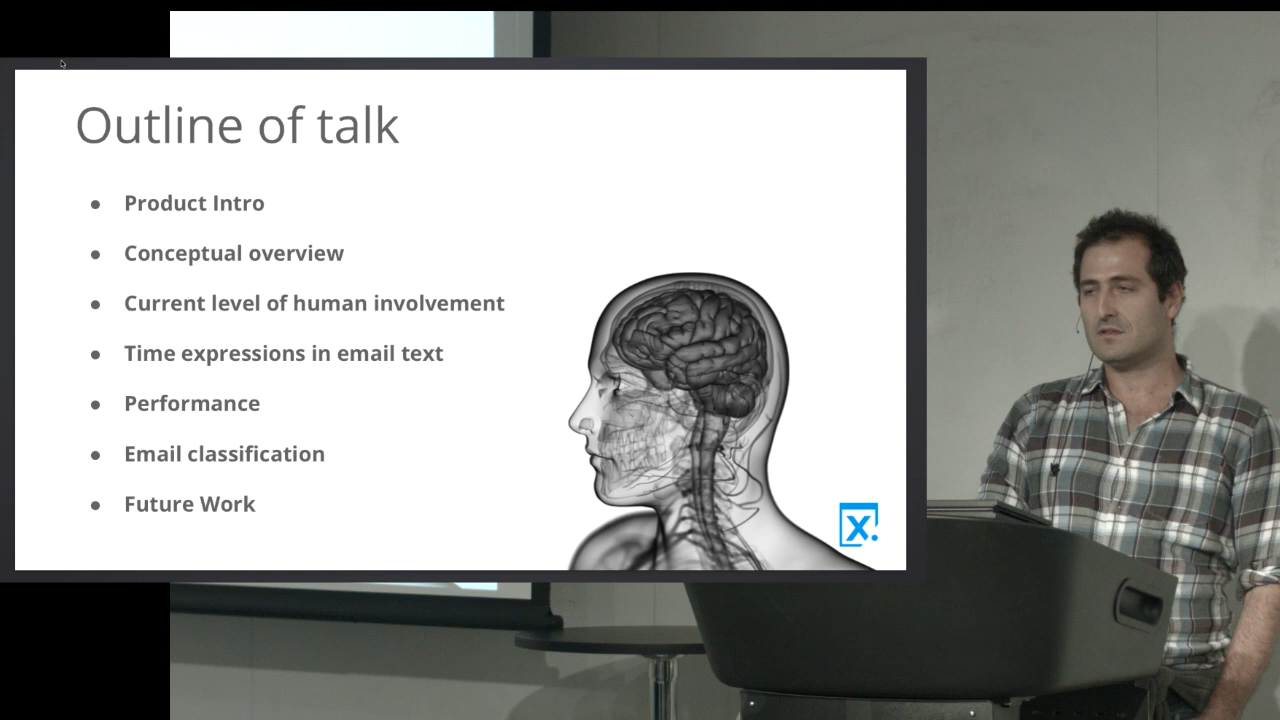 Outline of talk
● Product Intro
● Conceptual overview
● Current level of human involvement
● Time expressions in email text
● Performance
● Email classification
● Future Work
x.